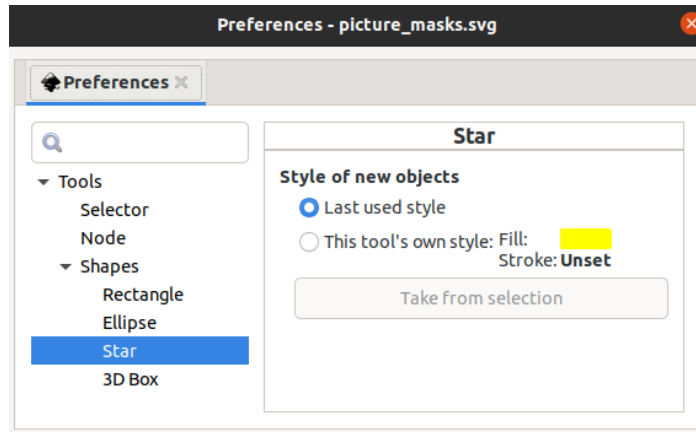 Preferences - picture_masks.svg
Preferences
Star
Tools
Selector
Node
Shapes
Rectangle
Ellipse
Star
3D Box
Style of new objects
Last used style
This tool's own style: Fill:
Stroke: Unset
Take from selection